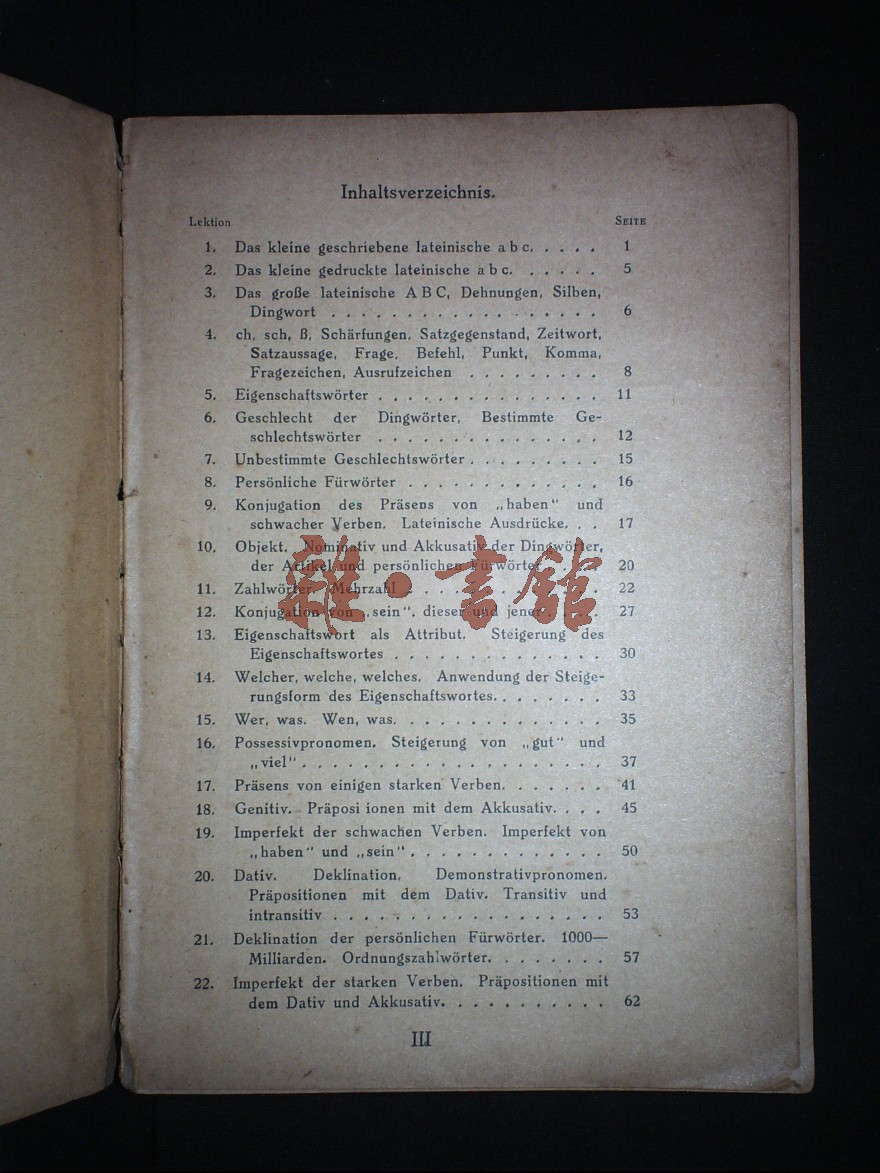 Inhaltsverzeichnis.
Lektion SEITE
1. Das kleine geschriebene lateinische a b c. . . . . 1
2. Das kleine gedruckte lateinische a b c. . . . . . 5
3. Das große lateinische A B C, Dehnungen, Silben,
Dingwort . . . . . . . . . . . . . . . . . 6
4. ch, sch, ß, Schärfungen, Satzgegenstand, Zeitwort,
Satzaussage, Frage, Befehl, Punkt, Komma,
Fragezeichen, Ausrufzeichen . . . . . . . . . 8
5. Eigenschaftswörter . . . . . . . . . . . . . . 11
6. Geschlecht der Dingwörter, Bestimmte Ge-
schlechtswörter . . . . . . . . . . . . . . 12
7. Unbestimmte Geschlechtswörter . . . . . . . . 15
8. Persönliche Fürwörter . . . . . . . . . . . . 16
9. Konjugation des Präsens von „haben" und
schwacher Verben. Lateinische Ausdrücke. . . 17
10. Objekt. Nominativ und Akkusativ der Dingwörter,
der Artikel und persönlichen Fürwörter . . . 20
11. Zahlwörter. Mehrzahl . . . . . . . . . . . 22
12. Konjugation von „sein". dieser und jener . . . 27
13. Eigenschaftswort als Attribut. Steigerung des
Eigenschaftswortes . . . . . . . . . . . . . 30
14. Welcher, welche, welches. Anwendung der Steige-
rungsform des Eigenschaftswortes. . . . . . . 33
15. Wer, was. Wen, was. . . . . . . . . . . . . 35
16. Possessivpronomen. Steigerung von „gut" und
„viel" . . . . . . . . . . . . . . . . . . . 37
17. Präsens von einigen starken Verben. . . . . . . 41
18. Genitiv. Präposi ionen mit dem Akkusativ. . . . 45
19. Imperfekt der schwachen Verben. Imperfekt von
„haben" und „sein" . . . . . . . . . . . . . 50
20. Dativ. Deklination. Demonstrativpronomen.
Präpositionen mit dem Dativ. Transitiv und
intransitiv . . . . . . . . . . . . . . . . . 53
21. Deklination der persönlichen Fürwörter. 1000—
Milliarden. Ordnungszahlwörter. . . . . . . . 57
22. Imperfekt der starken Verben. Präpositionen mit
dem Dativ und Akkusativ. . . . . . . . . . . 62
III
雜·書館